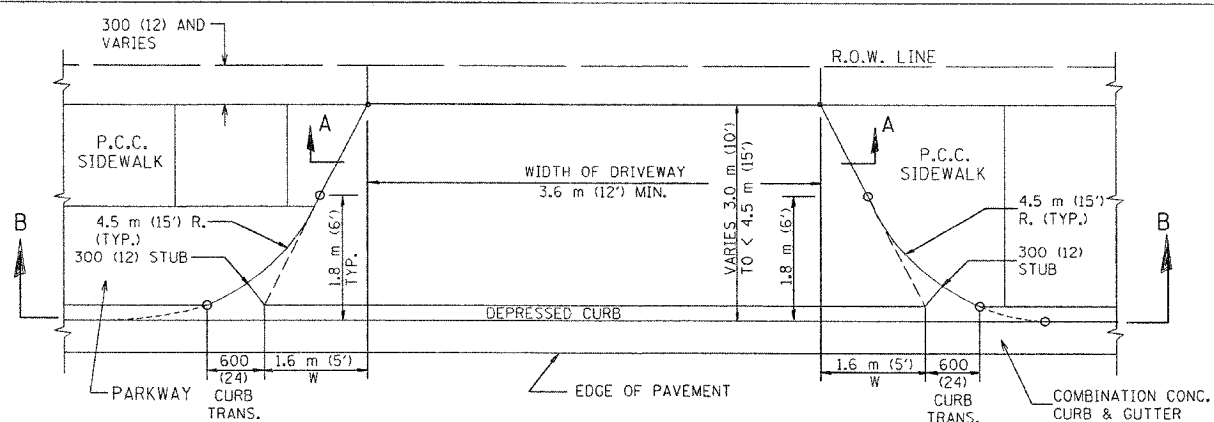 300 (12) AND
VARIES
R.O.W. LINE
A
A
P.C.C.
SIDEWALK
P.C.C.
SIDEWALK
WIDTH OF DRIVEWAY
3.6 m (12') MIN.
VARIES 3.0 m (10')
TO < 4.5 m (15')
B
B
4.5 m (15') R.
(TYP.)
300 (12) STUB
1.8 m (6')
TYP.
1.8 m (6')
4.5 m (15')
R. (TYP.)
300 (12)
STUB
DEPRESSED CURB
600
(24)
CURB
TRANS.
1.6 m (5')
W
1.6 m (5')
W
600
(24)
CURB
TRANS.
PARKWAY
EDGE OF PAVEMENT
COMBINATION CONC.
CURB & GUTTER